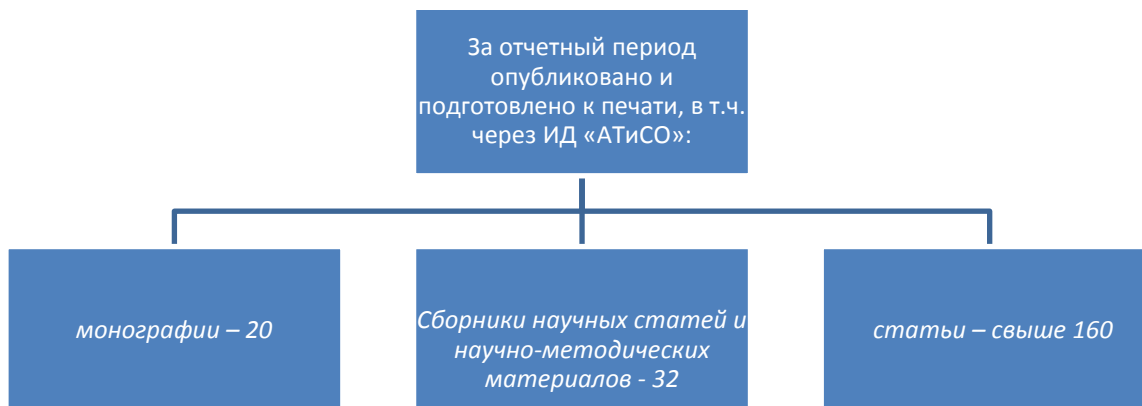 За отчетный период
опубликовано и
подготовлено к печати, в т.ч.
через ИД «АТиСО»:
монографии – 20
Сборники научных статей и
научно-методических
материалов - 32
статьи – свыше 160